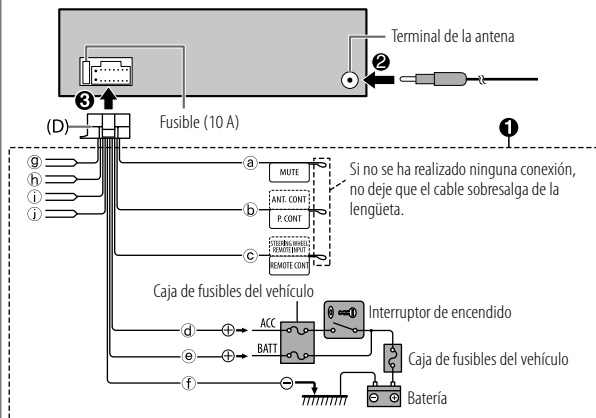 Terminal de la antena
❷
❸
Fusible (10 A)
(D)
❶
ⓖ
ⓗ
ⓘ
ⓙ
ⓐ
MUTE
Si no se ha realizado ninguna conexión,
no deje que el cable sobresalga de la
lengüeta.
ⓑ
ANT. CONT
P. CONT
ⓒ
STEERING WHEEL
REMOTE INPUT
REMOTE CONT
Caja de fusibles del vehículo
Interruptor de encendido
ⓓ
⊕
ACC
ⓔ
⊕
BATT
Caja de fusibles del vehículo
ⓕ
⊖
⊖ ⊕
Batería